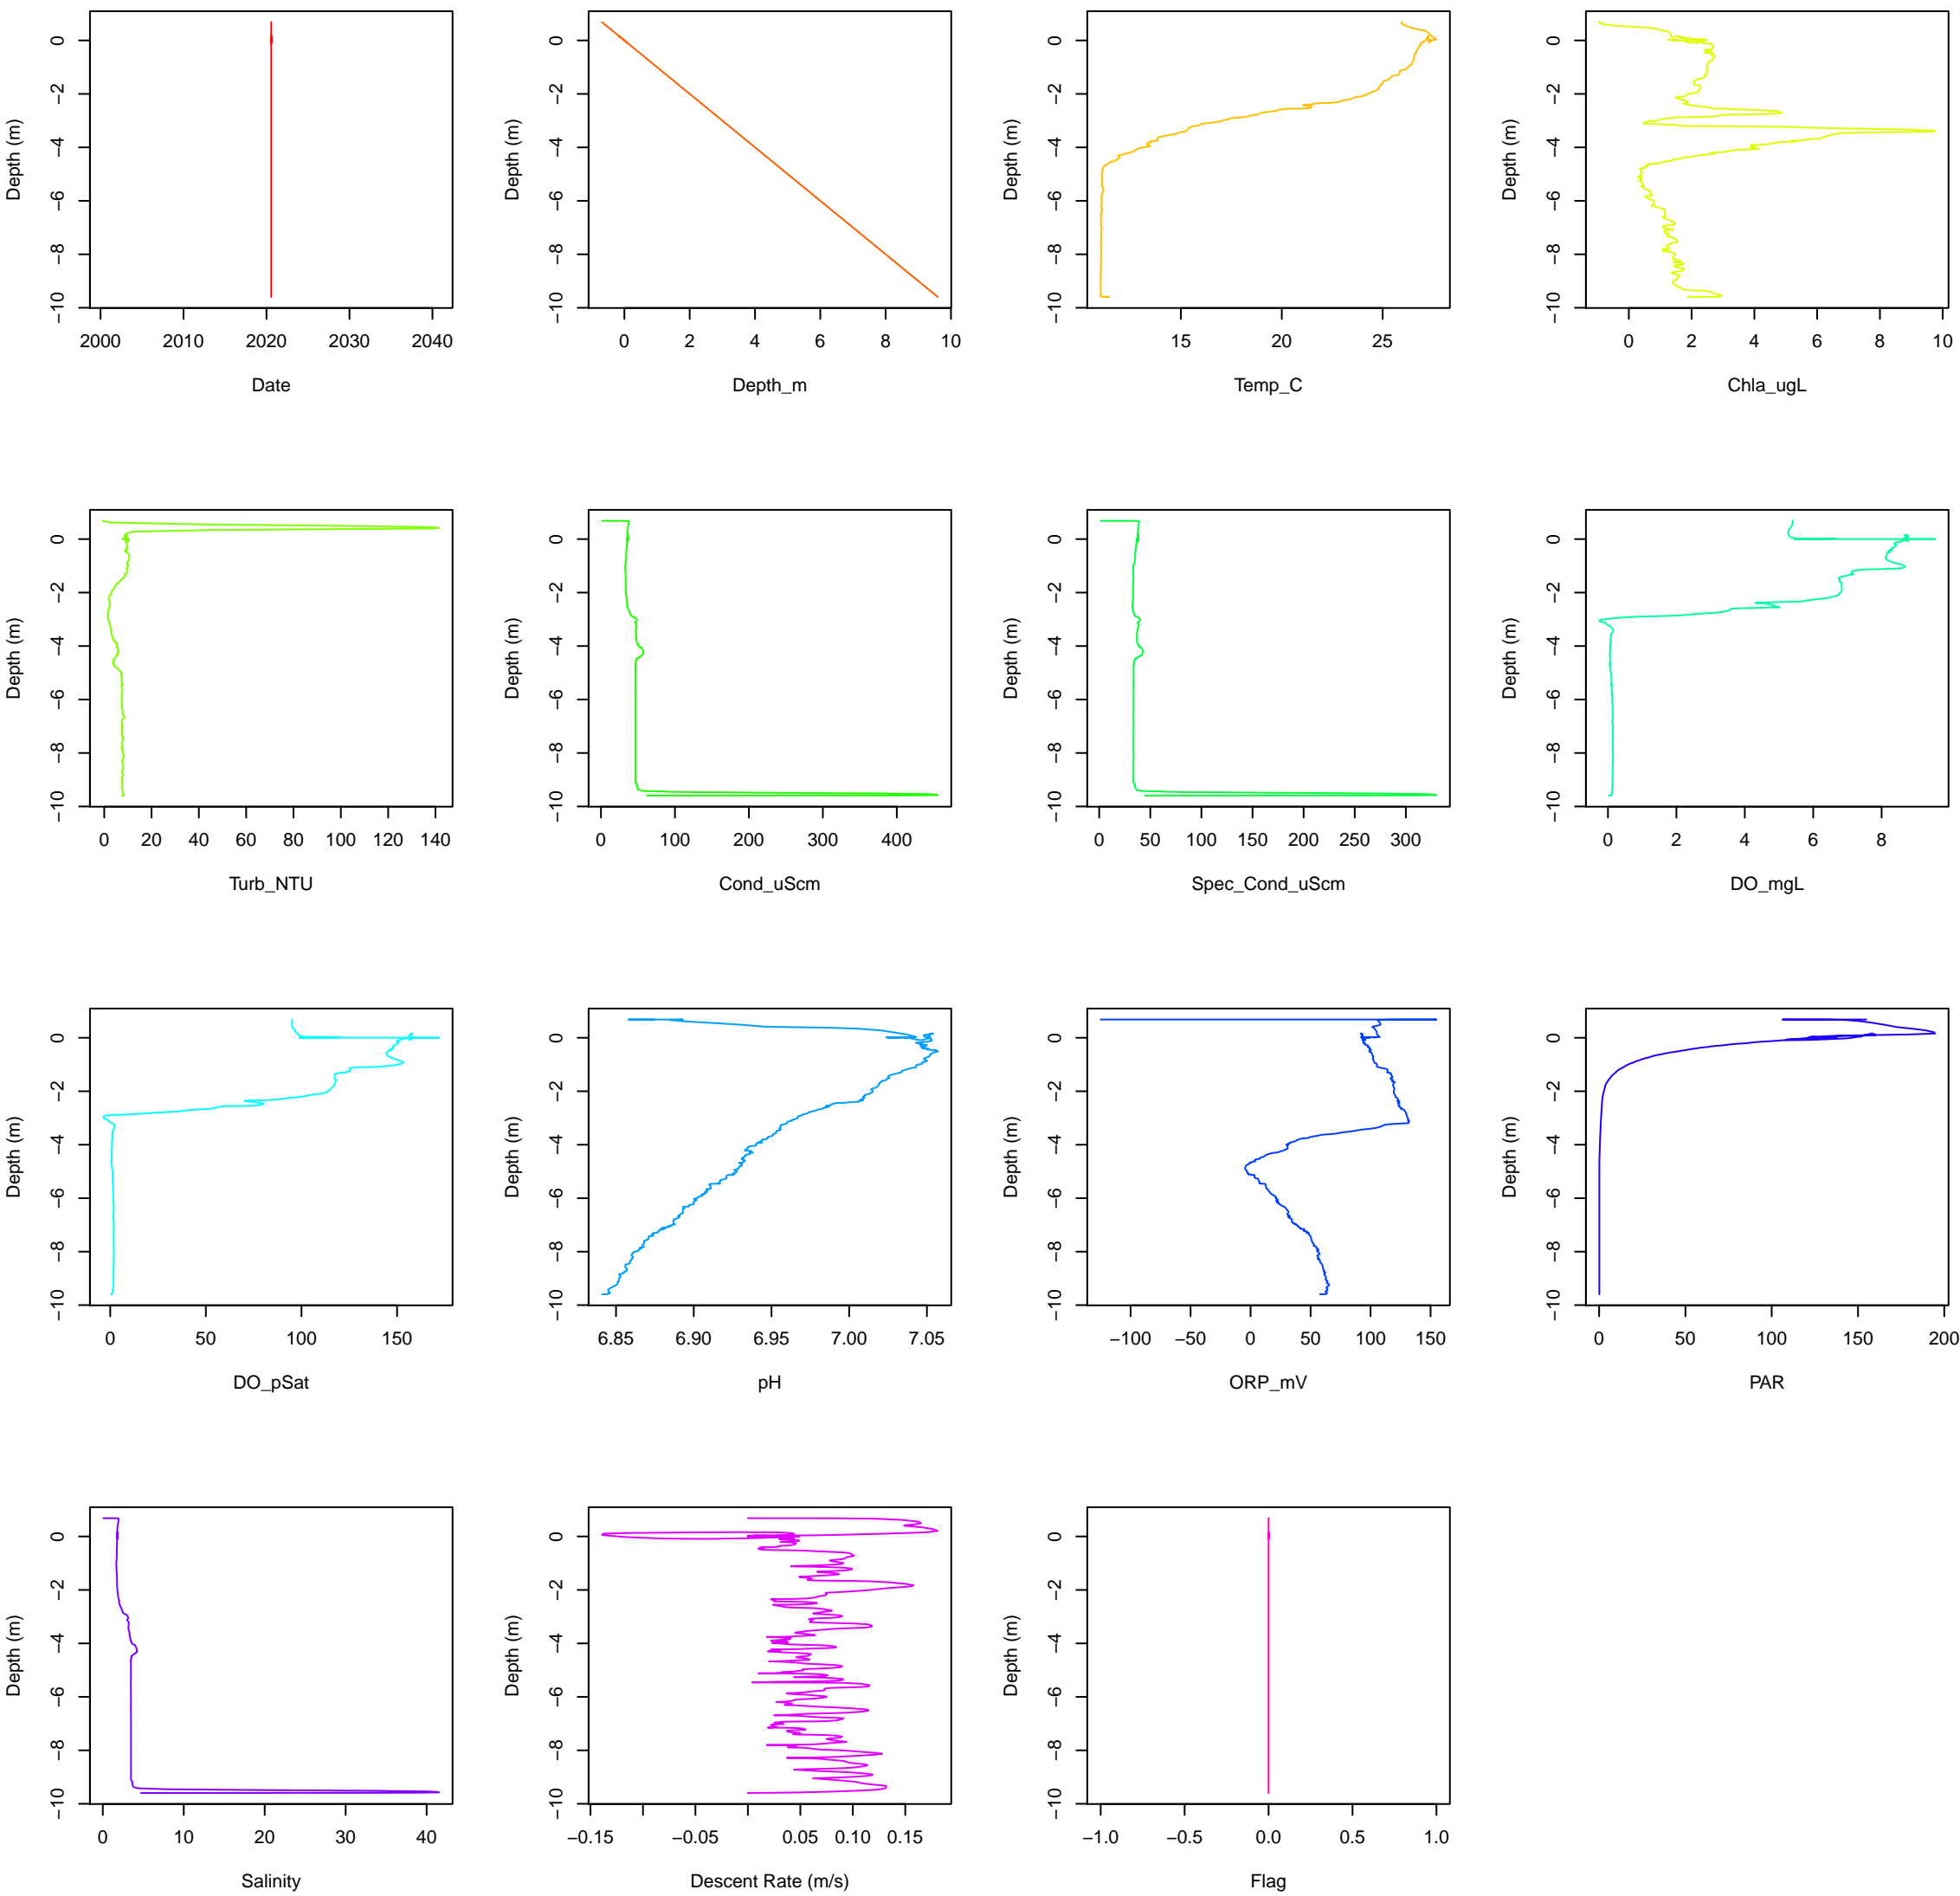 Depth (m)
−10 −8 −6 −4 −2 0
2000 2010 2020 2030 2040
Date
Depth (m)
−10 −8 −6 −4 −2 0
0 2 4 6 8 10
Depth_m
Depth (m)
−10 −8 −6 −4 −2 0
15 20 25
Temp_C
Depth (m)
−10 −8 −6 −4 −2 0
0 2 4 6 8 10
Chla_ugL
Depth (m)
−10 −8 −6 −4 −2 0
0 20 40 60 80 100 120 140
Turb_NTU
Depth (m)
−10 −8 −6 −4 −2 0
0 100 200 300 400
Cond_uScm
Depth (m)
−10 −8 −6 −4 −2 0
0 50 100 150 200 250 300
Spec_Cond_uScm
Depth (m)
−10 −8 −6 −4 −2 0
0 2 4 6 8
DO_mgL
Depth (m)
−10 −8 −6 −4 −2 0
0 50 100 150
DO_pSat
Depth (m)
−10 −8 −6 −4 −2 0
6.85 6.90 6.95 7.00 7.05
pH
Depth (m)
−10 −8 −6 −4 −2 0
−100 −50 0 50 100 150
ORP_mV
Depth (m)
−10 −8 −6 −4 −2 0
0 50 100 150 200
PAR
Depth (m)
−10 −8 −6 −4 −2 0
0 10 20 30 40
Salinity
Depth (m)
−10 −8 −6 −4 −2 0
−0.15 −0.05 0.05 0.10 0.15
Descent Rate (m/s)
Depth (m)
−10 −8 −6 −4 −2 0
−1.0 −0.5 0.0 0.5 1.0
Flag